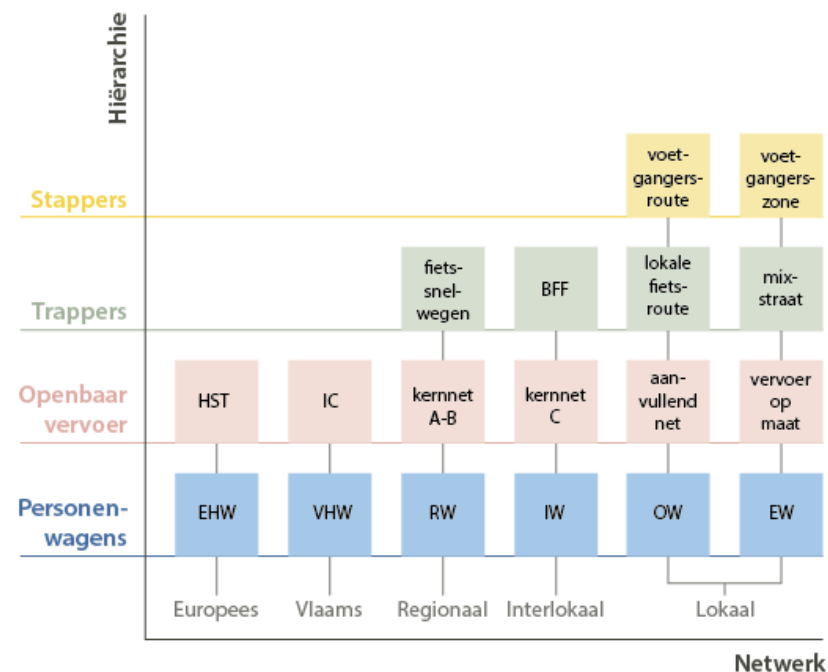 Hiërarchie
Stappers
voet-
gangers-
route
voet-
gangers-
zone
Trappers
fiets-
snel-
wegen
BFF
lokale
fiets-
route
mix-
straat
Openbaar
vervoer
HST
IC
kernnet
A-B
kernnet
C
aan-
vullend
net
vervoer
op
maat
Personen-
wagens
EHW
VHW
RW
IW
OW
EW
Europees
Vlaams
Regionaal
Interlokaal
Lokaal
Netwerk